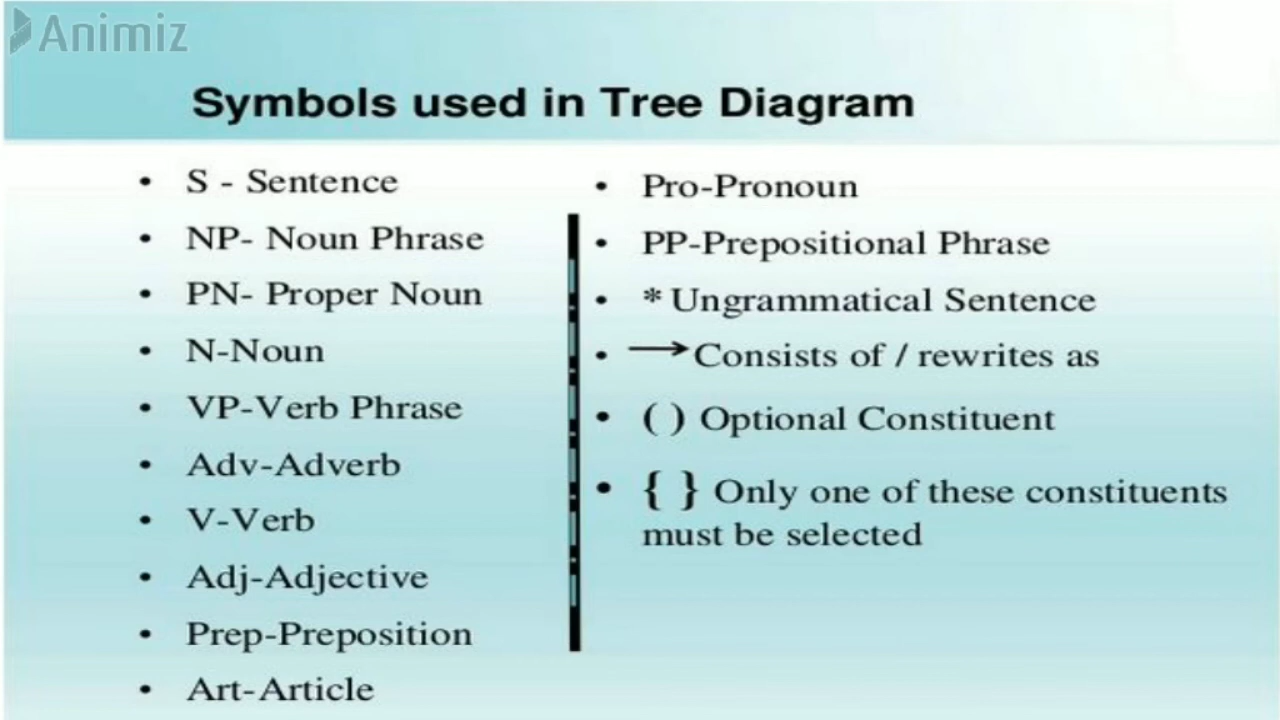 Animiz
Symbols used in Tree Diagram
• S - Sentence
• NP- Noun Phrase
• PN- Proper Noun
• N-Noun
• VP-Verb Phrase
• Adv-Adverb
• V-Verb
• Adj-Adjective
• Prep-Preposition
• Art-Article
• Pro-Pronoun
• PP-Prepositional Phrase
• * Ungrammatical Sentence
• → Consists of / rewrites as
• ( ) Optional Constituent
• { } Only one of these constituents
must be selected